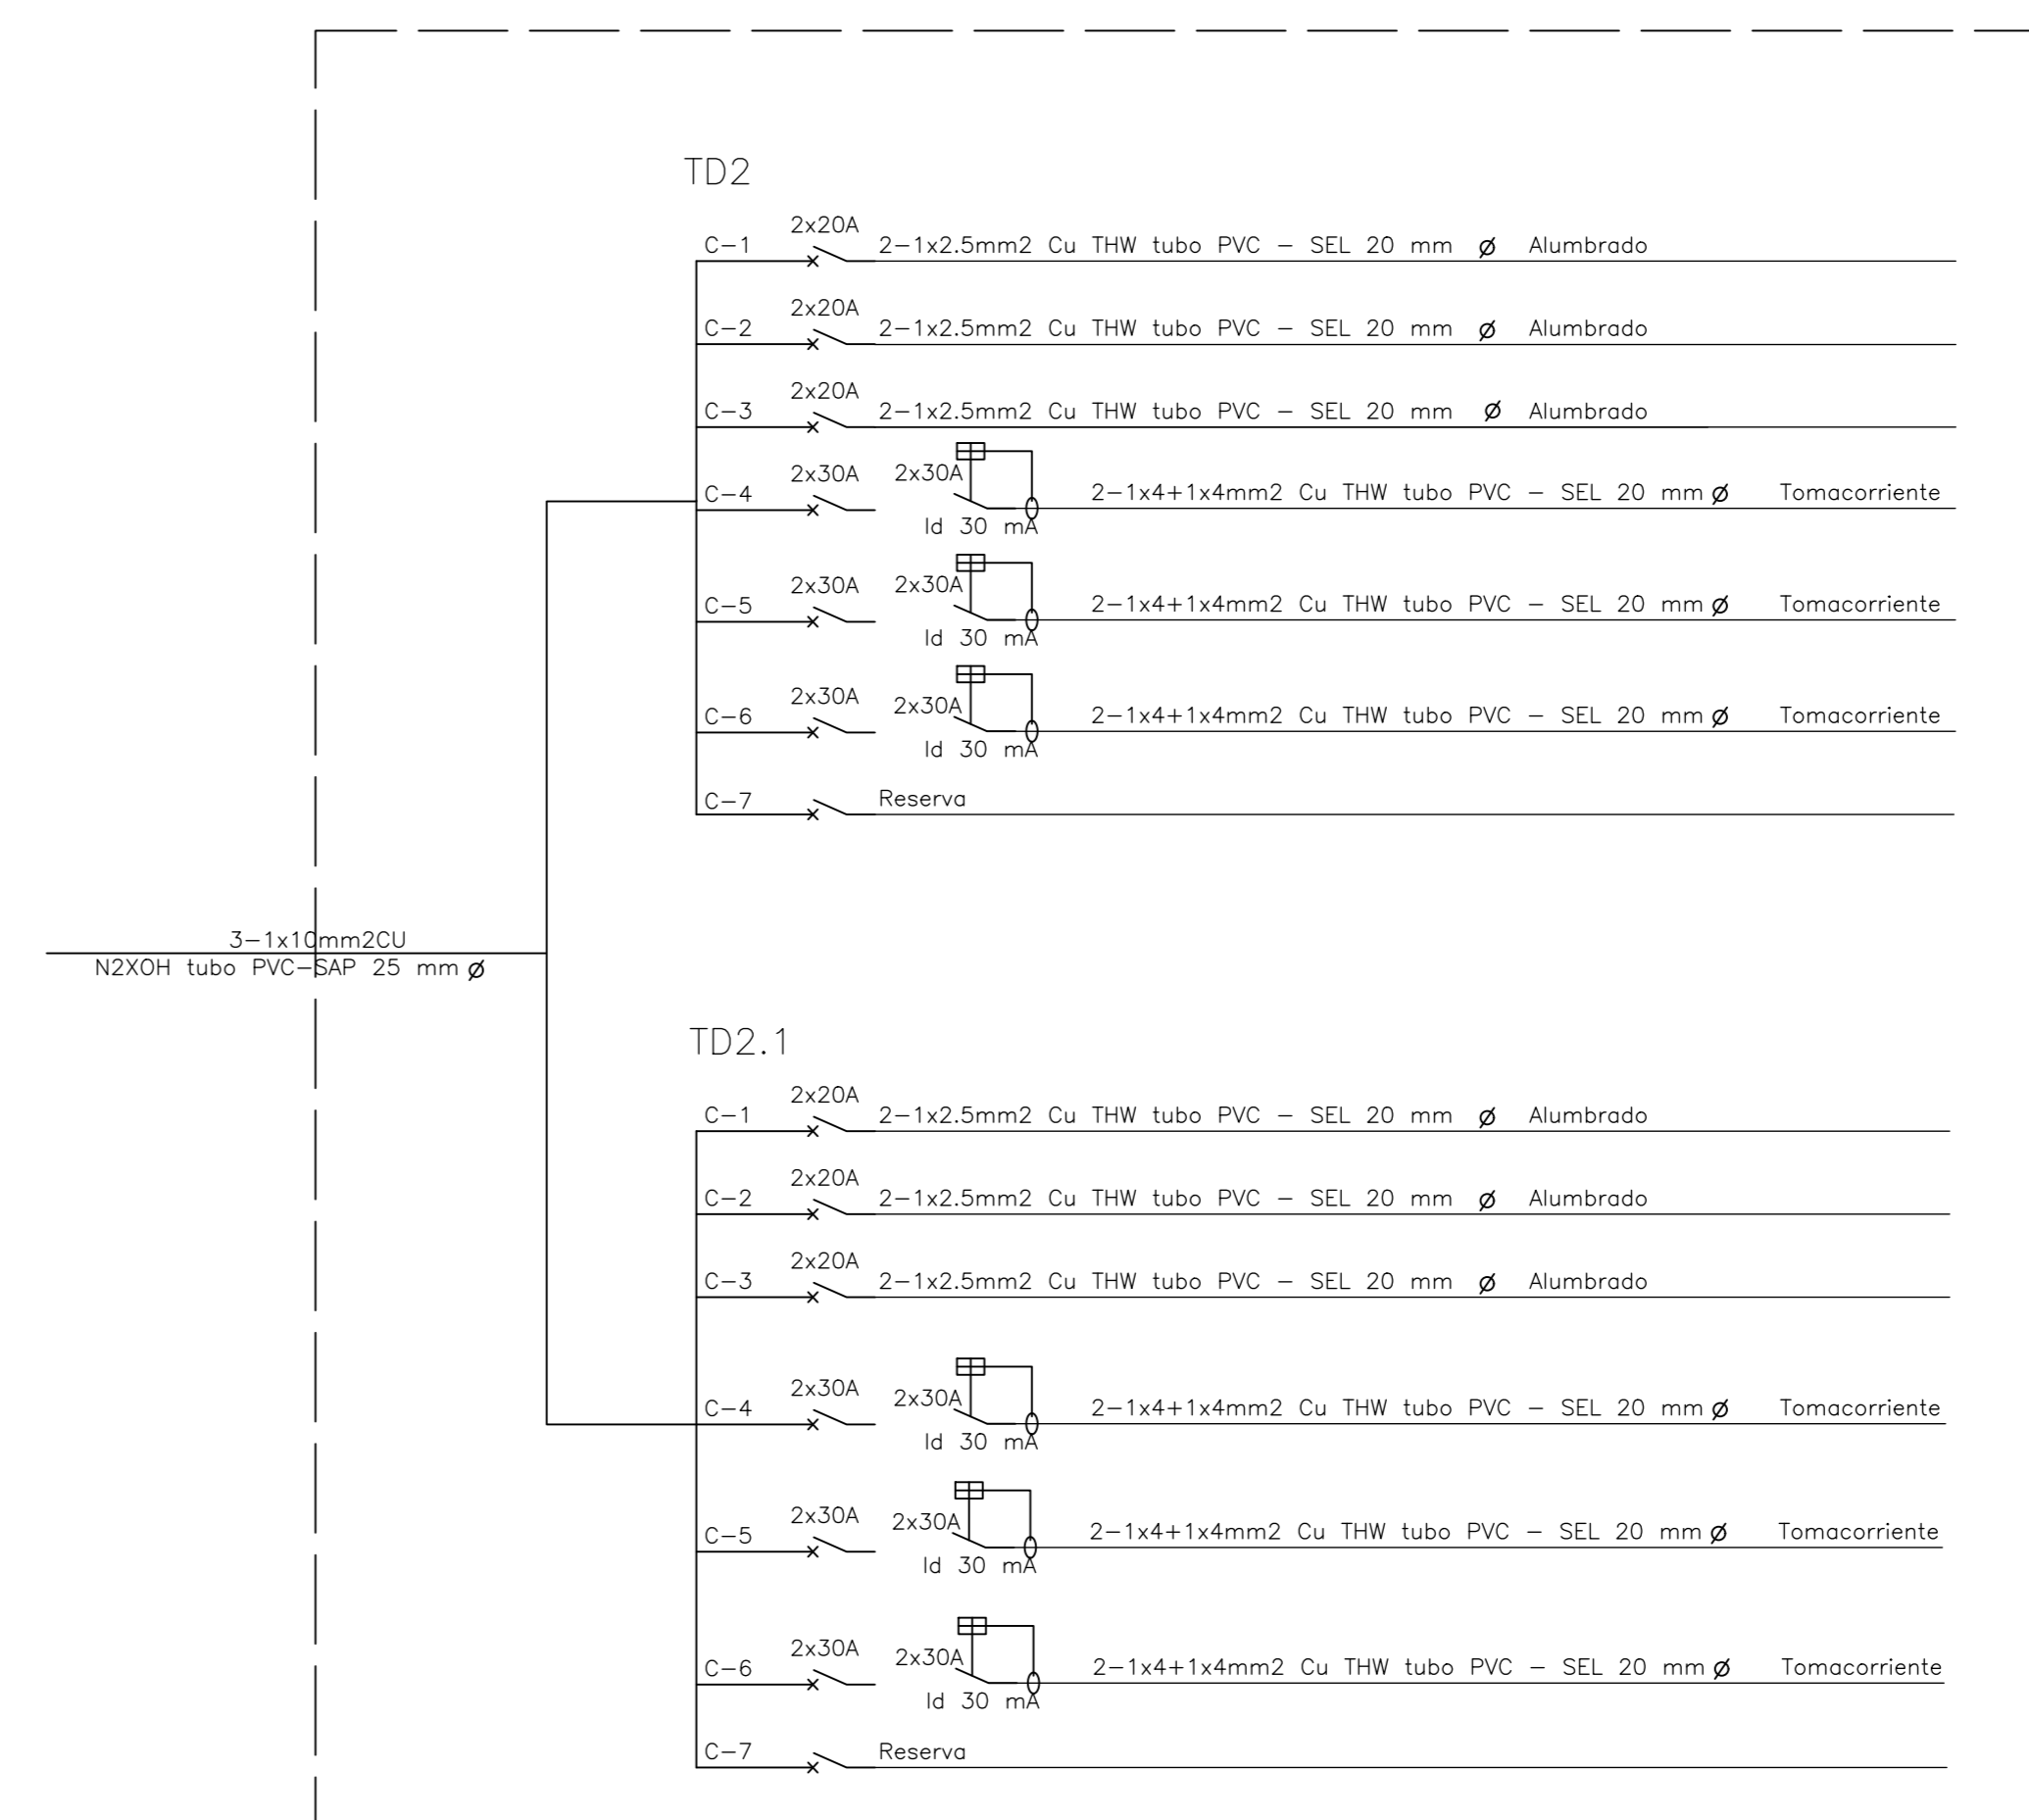 TD2
C-1 2x20A 2-1x2.5mm2 Cu THW tubo PVC - SEL 20 mm Ø Alumbrado
C-2 2x20A 2-1x2.5mm2 Cu THW tubo PVC - SEL 20 mm Ø Alumbrado
C-3 2x20A 2-1x2.5mm2 Cu THW tubo PVC - SEL 20 mm Ø Alumbrado
C-4 2x30A 2x30A 2-1x4+1x4mm2 Cu THW tubo PVC - SEL 20 mm Ø Tomacorriente
Id 30 mA
C-5 2x30A 2x30A 2-1x4+1x4mm2 Cu THW tubo PVC - SEL 20 mm Ø Tomacorriente
Id 30 mA
C-6 2x30A 2x30A 2-1x4+1x4mm2 Cu THW tubo PVC - SEL 20 mm Ø Tomacorriente
Id 30 mA
C-7 Reserva
3-1x10mm2CU
N2XOH tubo PVC-SAP 25 mm Ø
TD2.1
C-1 2x20A 2-1x2.5mm2 Cu THW tubo PVC - SEL 20 mm Ø Alumbrado
C-2 2x20A 2-1x2.5mm2 Cu THW tubo PVC - SEL 20 mm Ø Alumbrado
C-3 2x20A 2-1x2.5mm2 Cu THW tubo PVC - SEL 20 mm Ø Alumbrado
C-4 2x30A 2x30A 2-1x4+1x4mm2 Cu THW tubo PVC - SEL 20 mm Ø Tomacorriente
Id 30 mA
C-5 2x30A 2x30A 2-1x4+1x4mm2 Cu THW tubo PVC - SEL 20 mm Ø Tomacorriente
Id 30 mA
C-6 2x30A 2x30A 2-1x4+1x4mm2 Cu THW tubo PVC - SEL 20 mm Ø Tomacorriente
Id 30 mA
C-7 Reserva